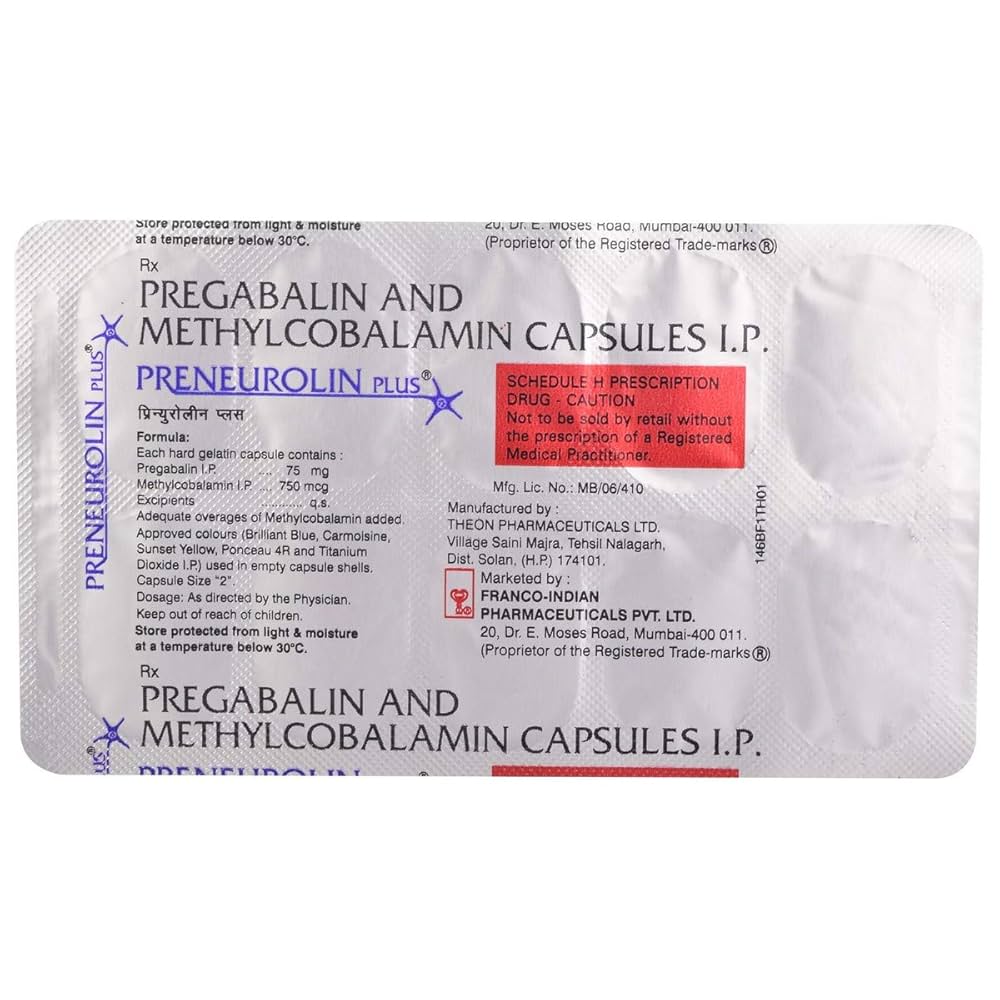 Store protected from light & moisture
at a temperature below 30°C.
20, Dr. E. Moses Road, Mumbai-400 011.
(Proprietor of the Registered Trade-marks ®)
Rx
PREGABALIN AND
METHYLCOBALAMIN CAPSULES I.P.
PRENEUROLIN PLUS®
प्रिन्युरोलीन प्लस
Formula:
Each hard gelatin capsule contains :
Pregabalin I.P. .... 75 mg
Methylcobalamin I.P. .... 750 mcg
Excipients ............ q.s.
Adequate overages of Methylcobalamin added.
Approved colours (Brilliant Blue, Carmoisine,
Sunset Yellow, Ponceau 4R and Titanium
Dioxide I.P.) used in empty capsule shells.
Capsule Size "2".
Dosage: As directed by the Physician.
Keep out of reach of children.
Store protected from light & moisture
at a temperature below 30°C.
SCHEDULE H PRESCRIPTION
DRUG - CAUTION
Not to be sold by retail without
the prescription of a Registered
Medical Practitioner.
Mfg. Lic. No.: MB/06/410
Manufactured by :
THEON PHARMACEUTICALS LTD.
Village Saini Majra, Tehsil Nalagarh,
Dist. Solan, (H.P.) 174101.
Marketed by :
FRANCO-INDIAN
PHARMACEUTICALS PVT. LTD.
20, Dr. E. Moses Road, Mumbai-400 011.
(Proprietor of the Registered Trade-marks ®)
146BF1TH01
PRENEUROLIN PLUS®
Rx
PREGABALIN AND
METHYLCOBALAMIN CAPSULES I.P.
PRENEUROLIN
PLUS®